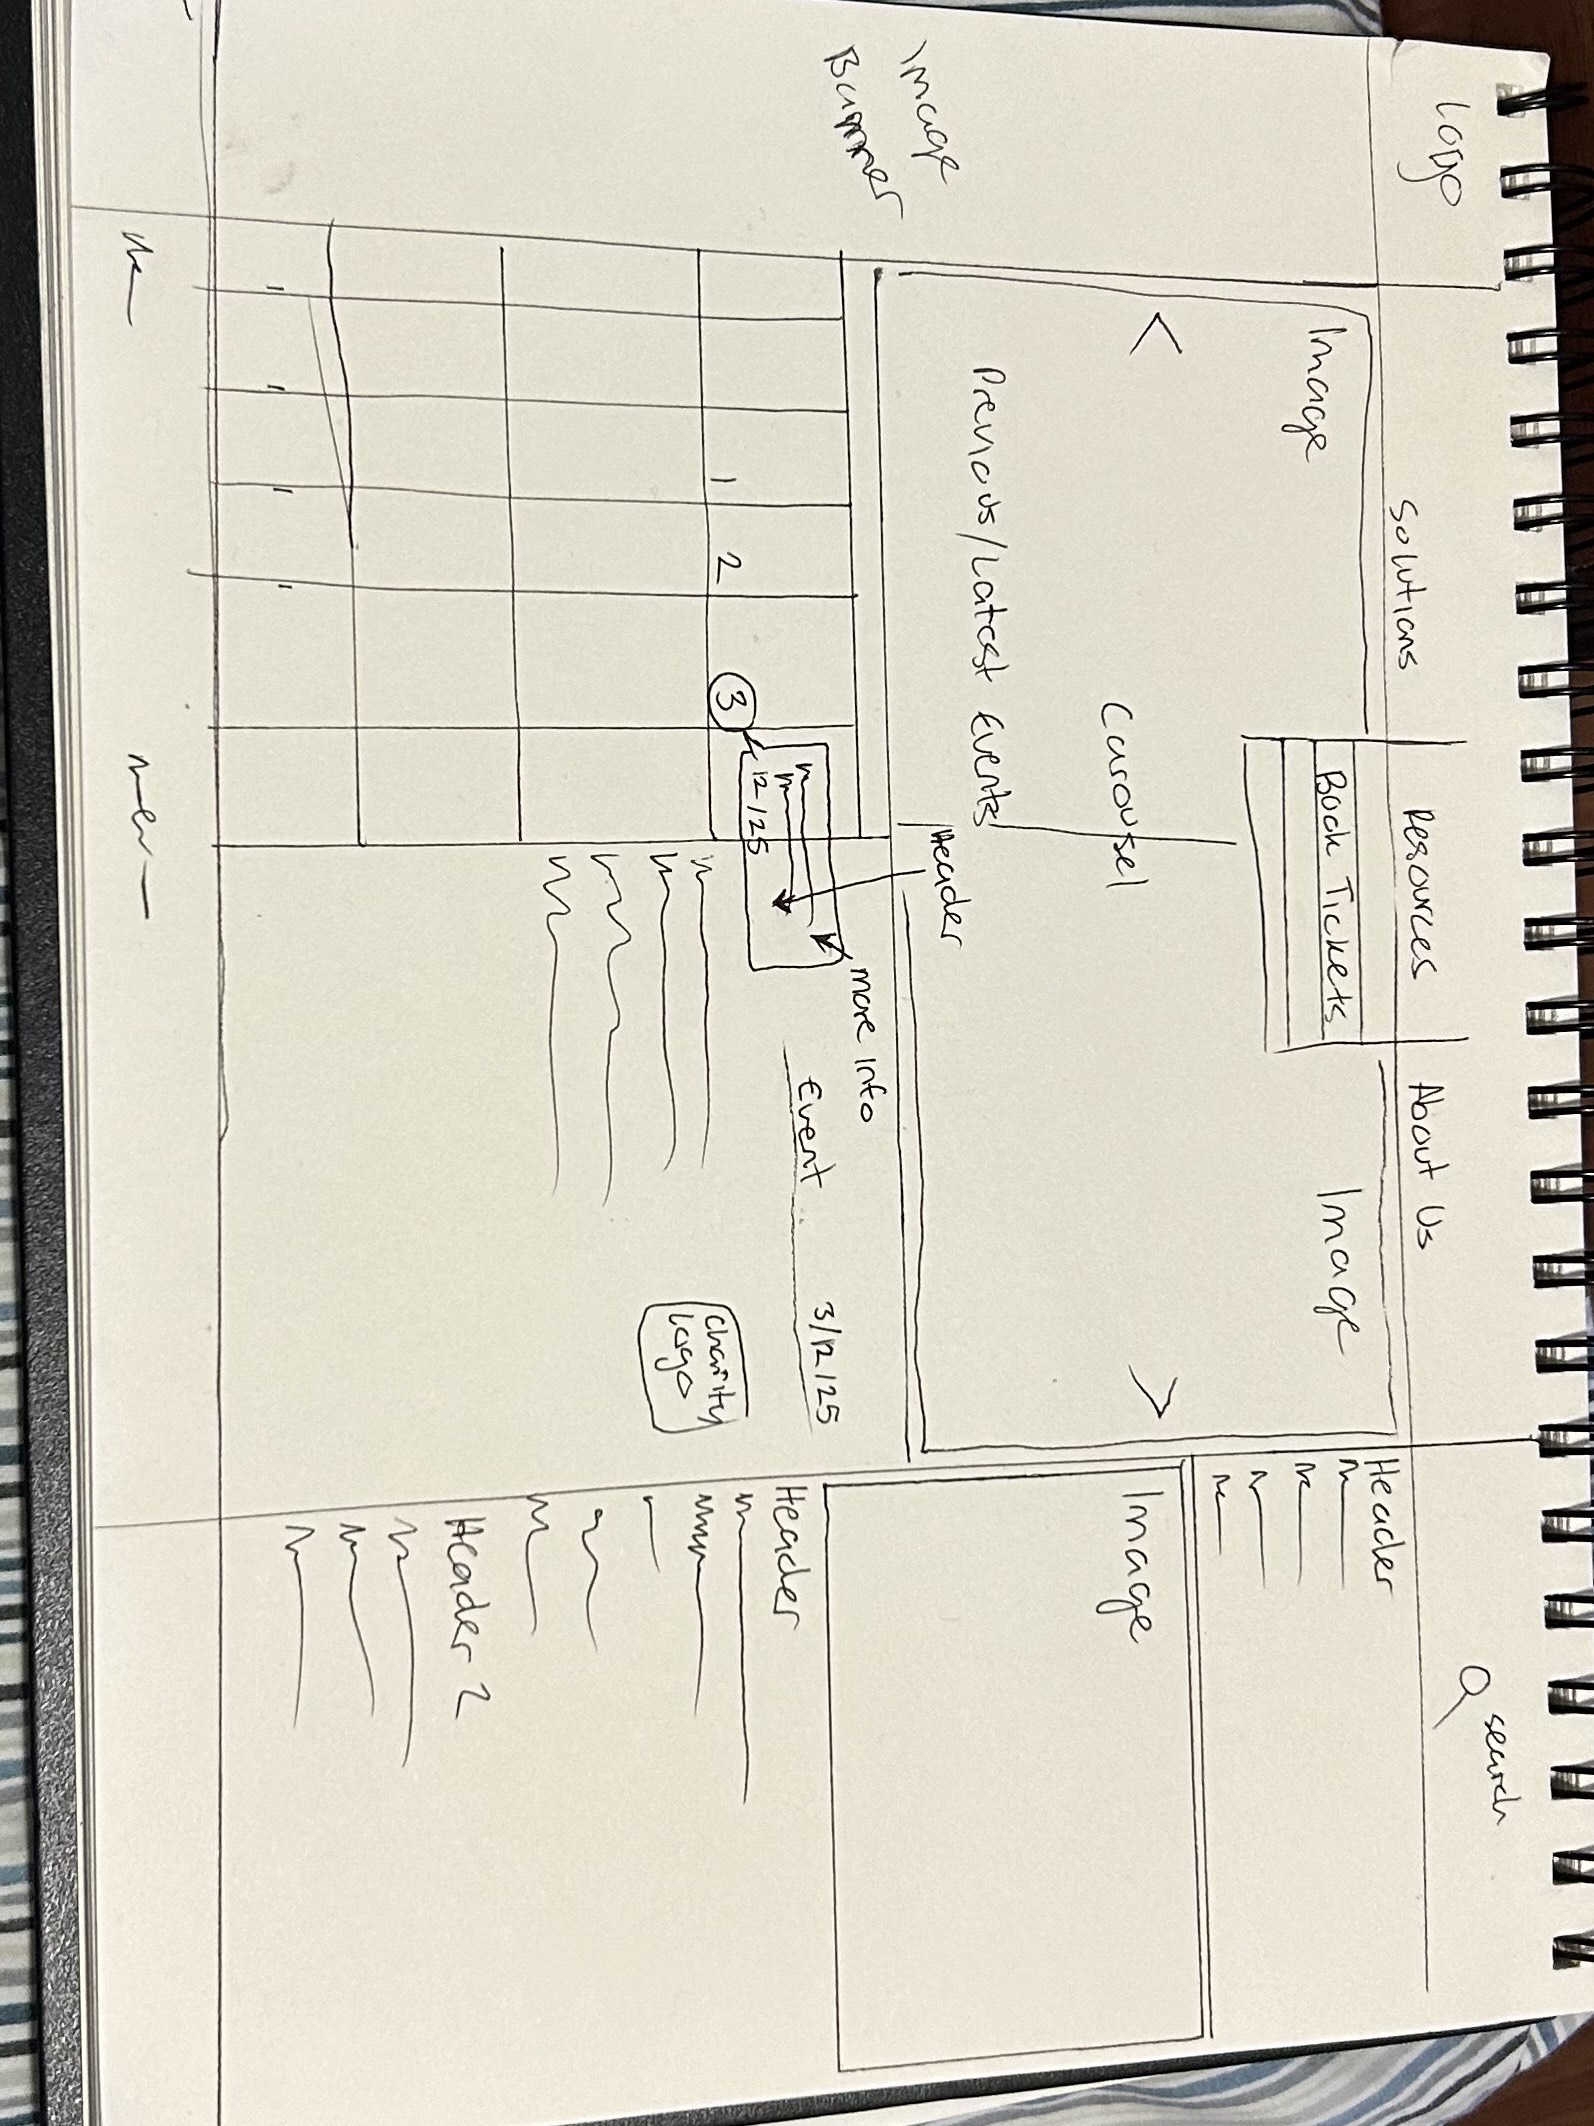 Logo
Solutions
Resources
About Us
search
Book Tickets
Image
Image
Header
<
Carousel
>
Previous/Latest Events
Image
Image
Banner
Header
more info
12/25
1
2
3
Event
3/12/25
Charity
Logo
Header
Header 2